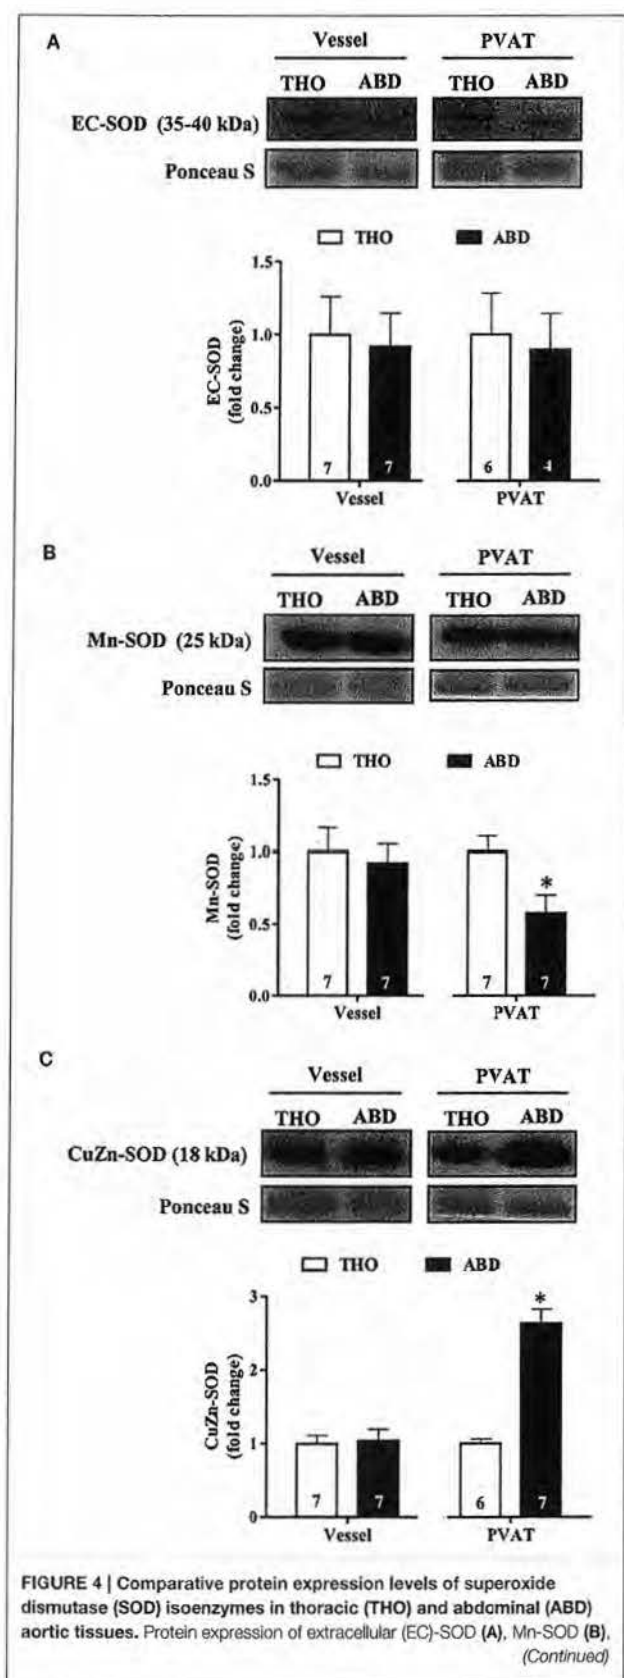 A
Vessel PVAT
THO ABD THO ABD
EC-SOD (35-40 kDa)
Ponceau S
THO ABD
1.5
1.0
0.5
0.0
EC-SOD
(fold change)
7 7 6 4
Vessel PVAT
B
Vessel PVAT
THO ABD THO ABD
Mn-SOD (25 kDa)
Ponceau S
THO ABD
1.5
1.0
0.5
0.0
Mn-SOD
(fold change)
*
7 7 7 7
Vessel PVAT
C
Vessel PVAT
THO ABD THO ABD
CuZn-SOD (18 kDa)
Ponceau S
THO ABD
3
2
1
0
CuZn-SOD
(fold change)
*
7 7 6 7
Vessel PVAT
FIGURE 4 | Comparative protein expression levels of superoxide
dismutase (SOD) isoenzymes in thoracic (THO) and abdominal (ABD)
aortic tissues. Protein expression of extracellular (EC)-SOD (A), Mn-SOD (B),
(Continued)